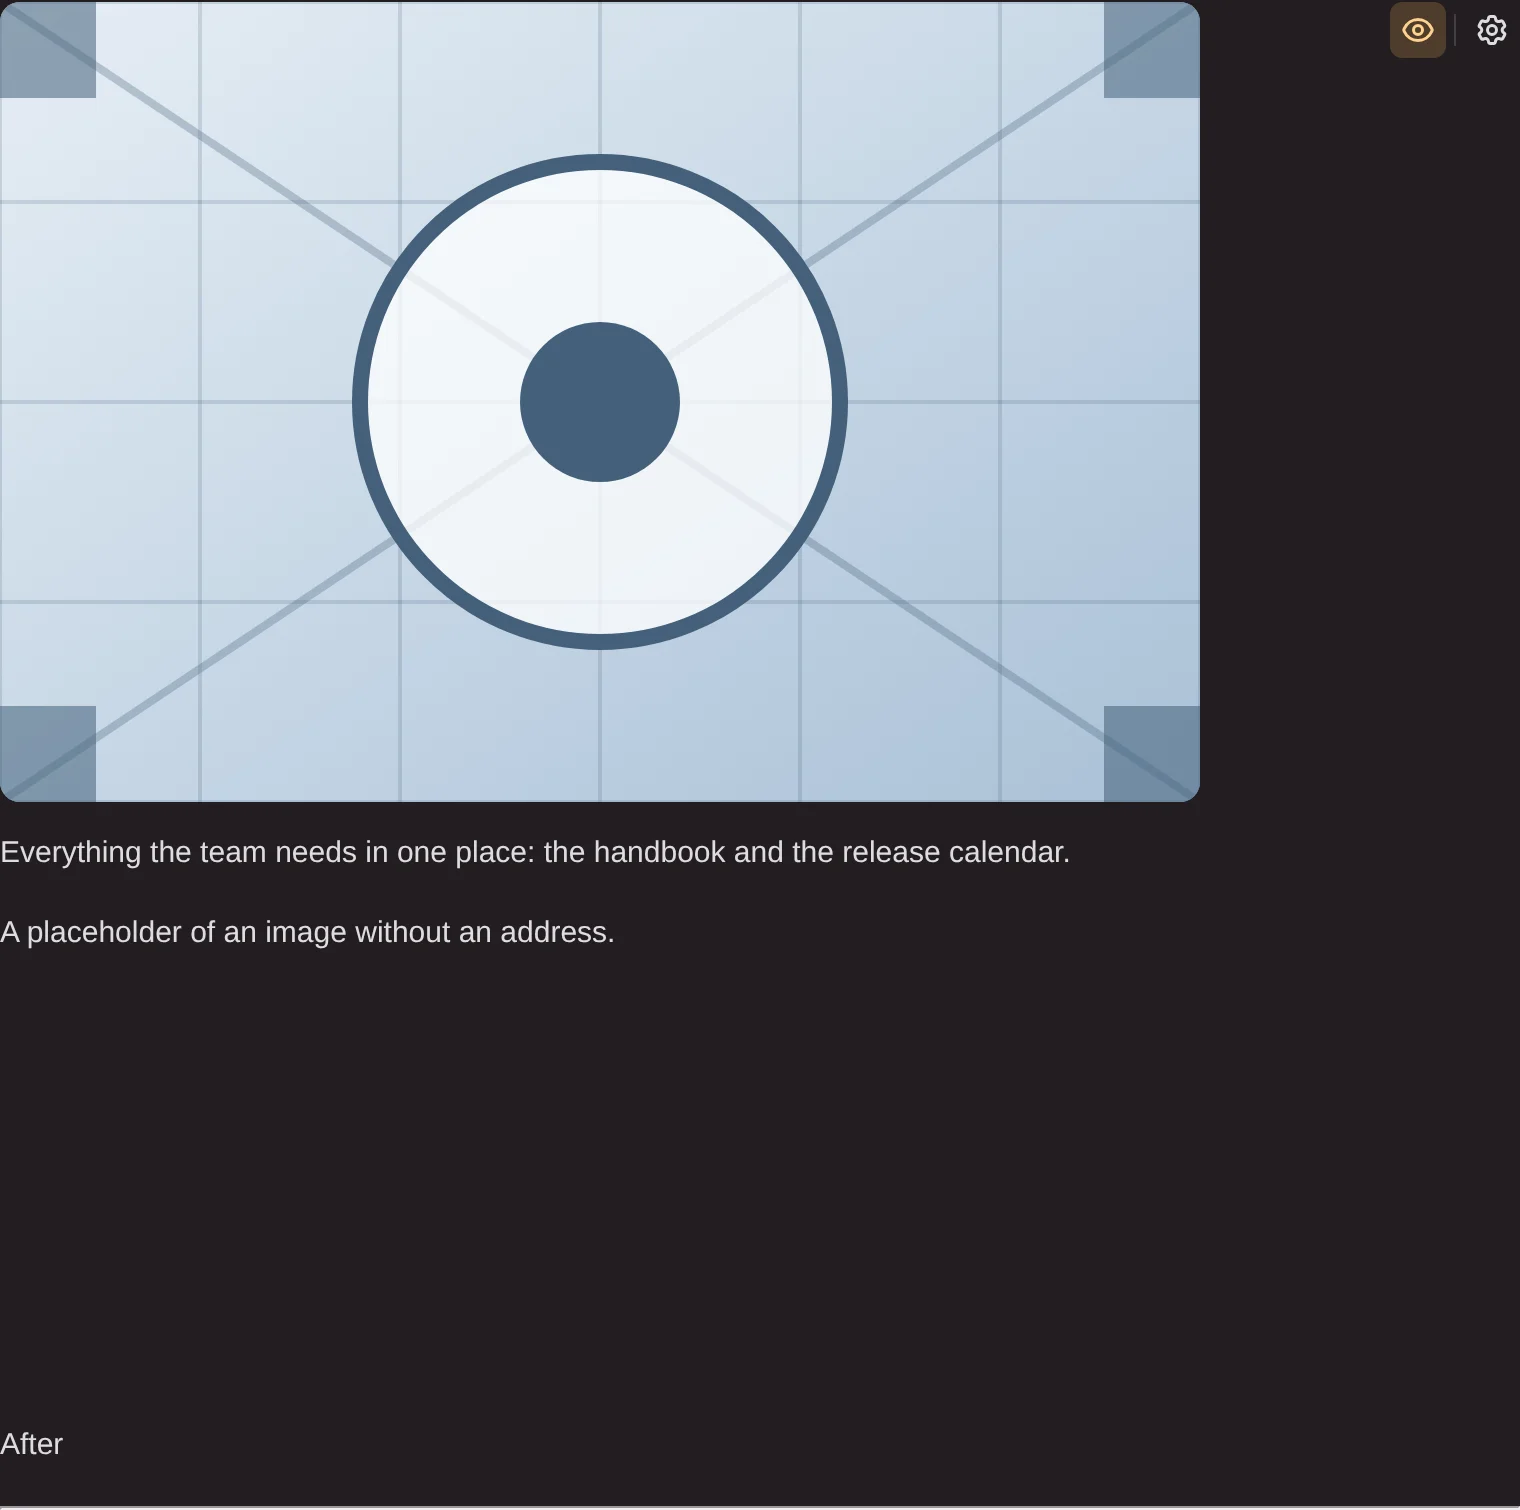 Everything the team needs in one place: the handbook and the release calendar.
A placeholder of an image without an address.
After